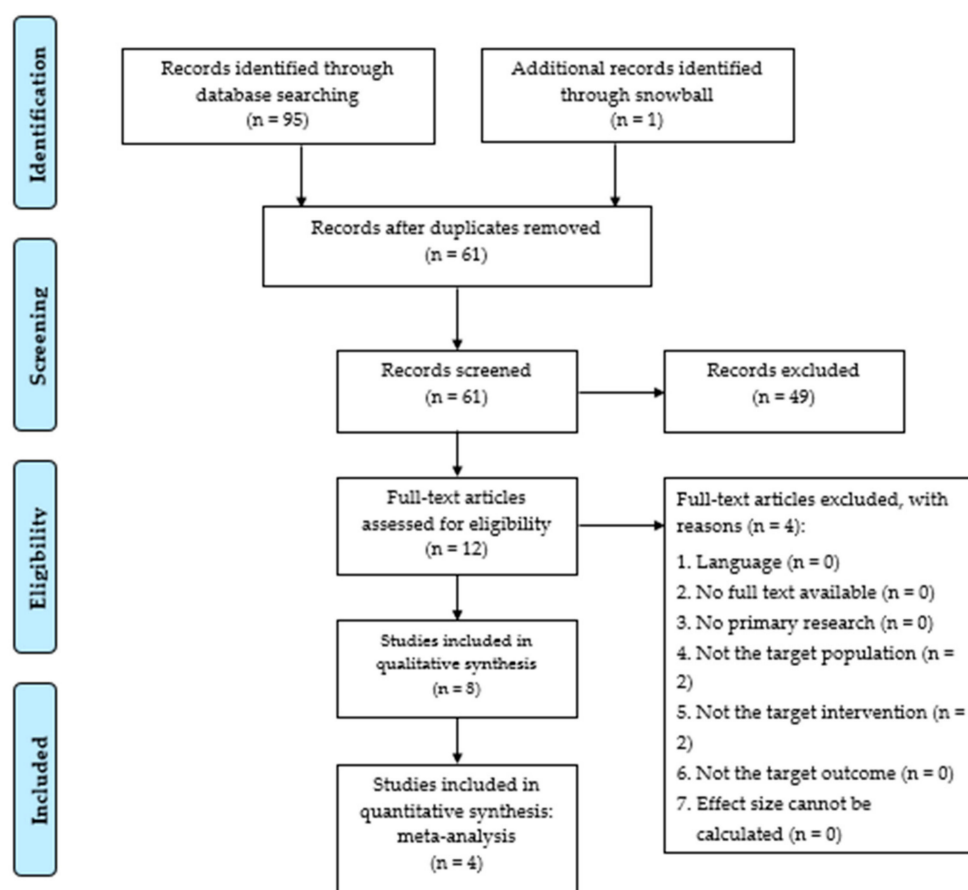 Identification
Records identified through
database searching
(n = 95)
Additional records identified
through snowball
(n = 1)
Records after duplicates removed
(n = 61)
Screening
Records screened
(n = 61)
Records excluded
(n = 49)
Eligibility
Full-text articles
assessed for eligibility
(n = 12)
Full-text articles excluded, with
reasons (n = 4):
1. Language (n = 0)
2. No full text available (n = 0)
3. No primary research (n = 0)
4. Not the target population (n =
2)
5. Not the target intervention (n =
2)
6. Not the target outcome (n = 0)
7. Effect size cannot be
calculated (n = 0)
Studies included in
qualitative synthesis
(n = 8)
Included
Studies included in
quantitative synthesis:
meta-analysis
(n = 4)